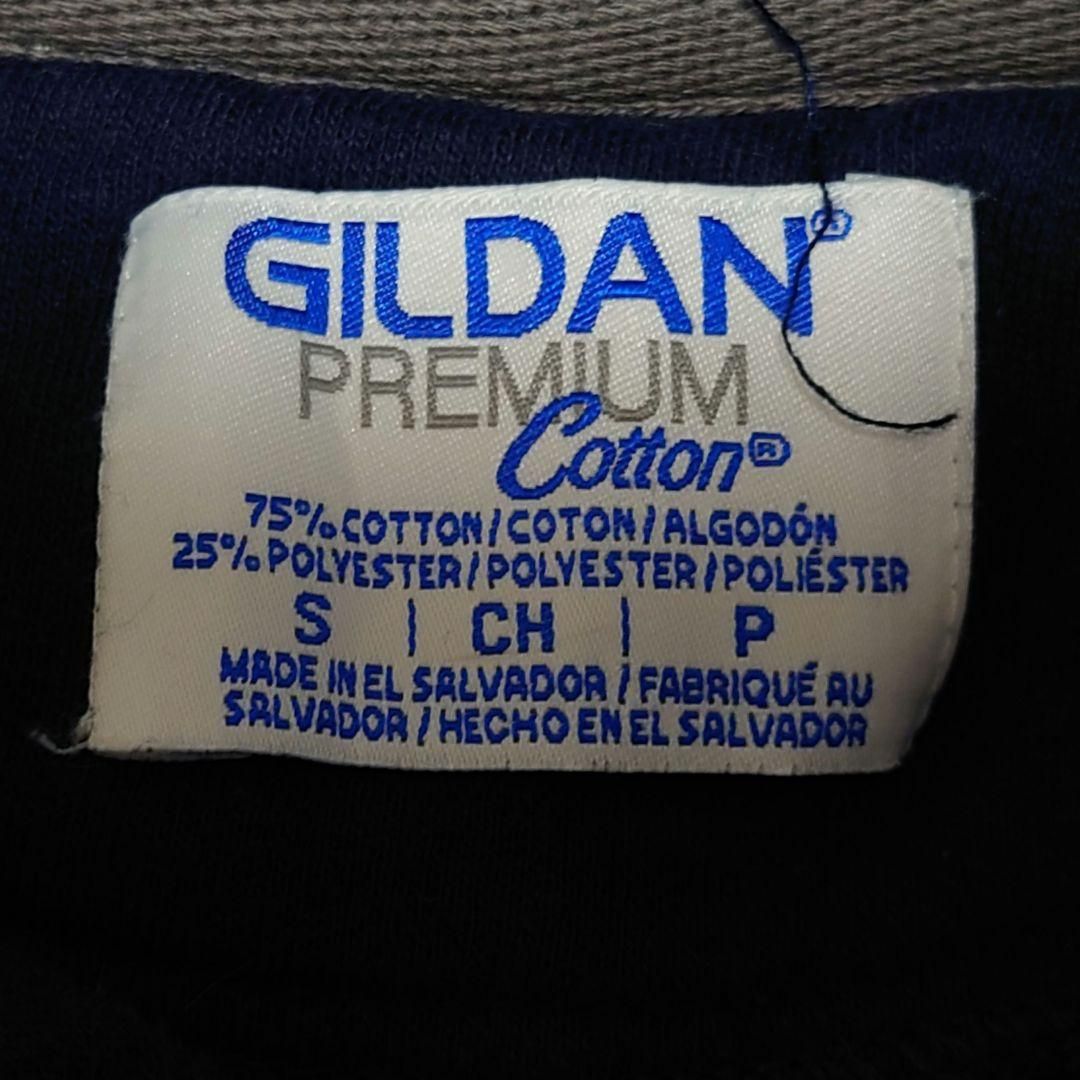 GILDAN®
PREMIUM
Cotton®
75% COTTON / COTON / ALGODÓN
25% POLYESTER / POLYESTER / POLIÉSTER
S | CH | P
MADE IN EL SALVADOR / FABRIQUÉ AU
SALVADOR / HECHO EN EL SALVADOR